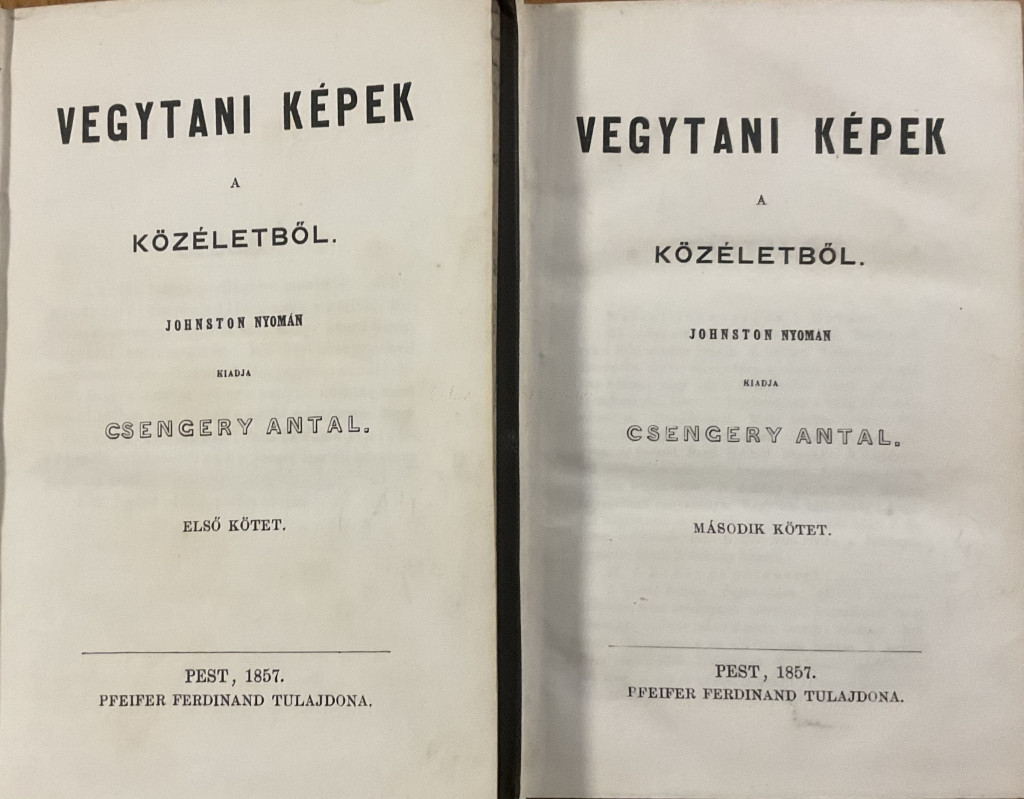 VEGYTANI KÉPEK
A
KÖZÉLETBŐL.
JOHNSTON NYOMÁN
KIADJA
CSENGERY ANTAL.
ELSŐ KÖTET.
PEST, 1857.
PFEIFER FERDINAND TULAJDONA.
VEGYTANI KÉPEK
A
KÖZÉLETBŐL.
JOHNSTON NYOMÁN
KIADJA
CSENGERY ANTAL.
MÁSODIK KÖTET.
PEST, 1857.
PFEIFER FERDINAND TULAJDONA.